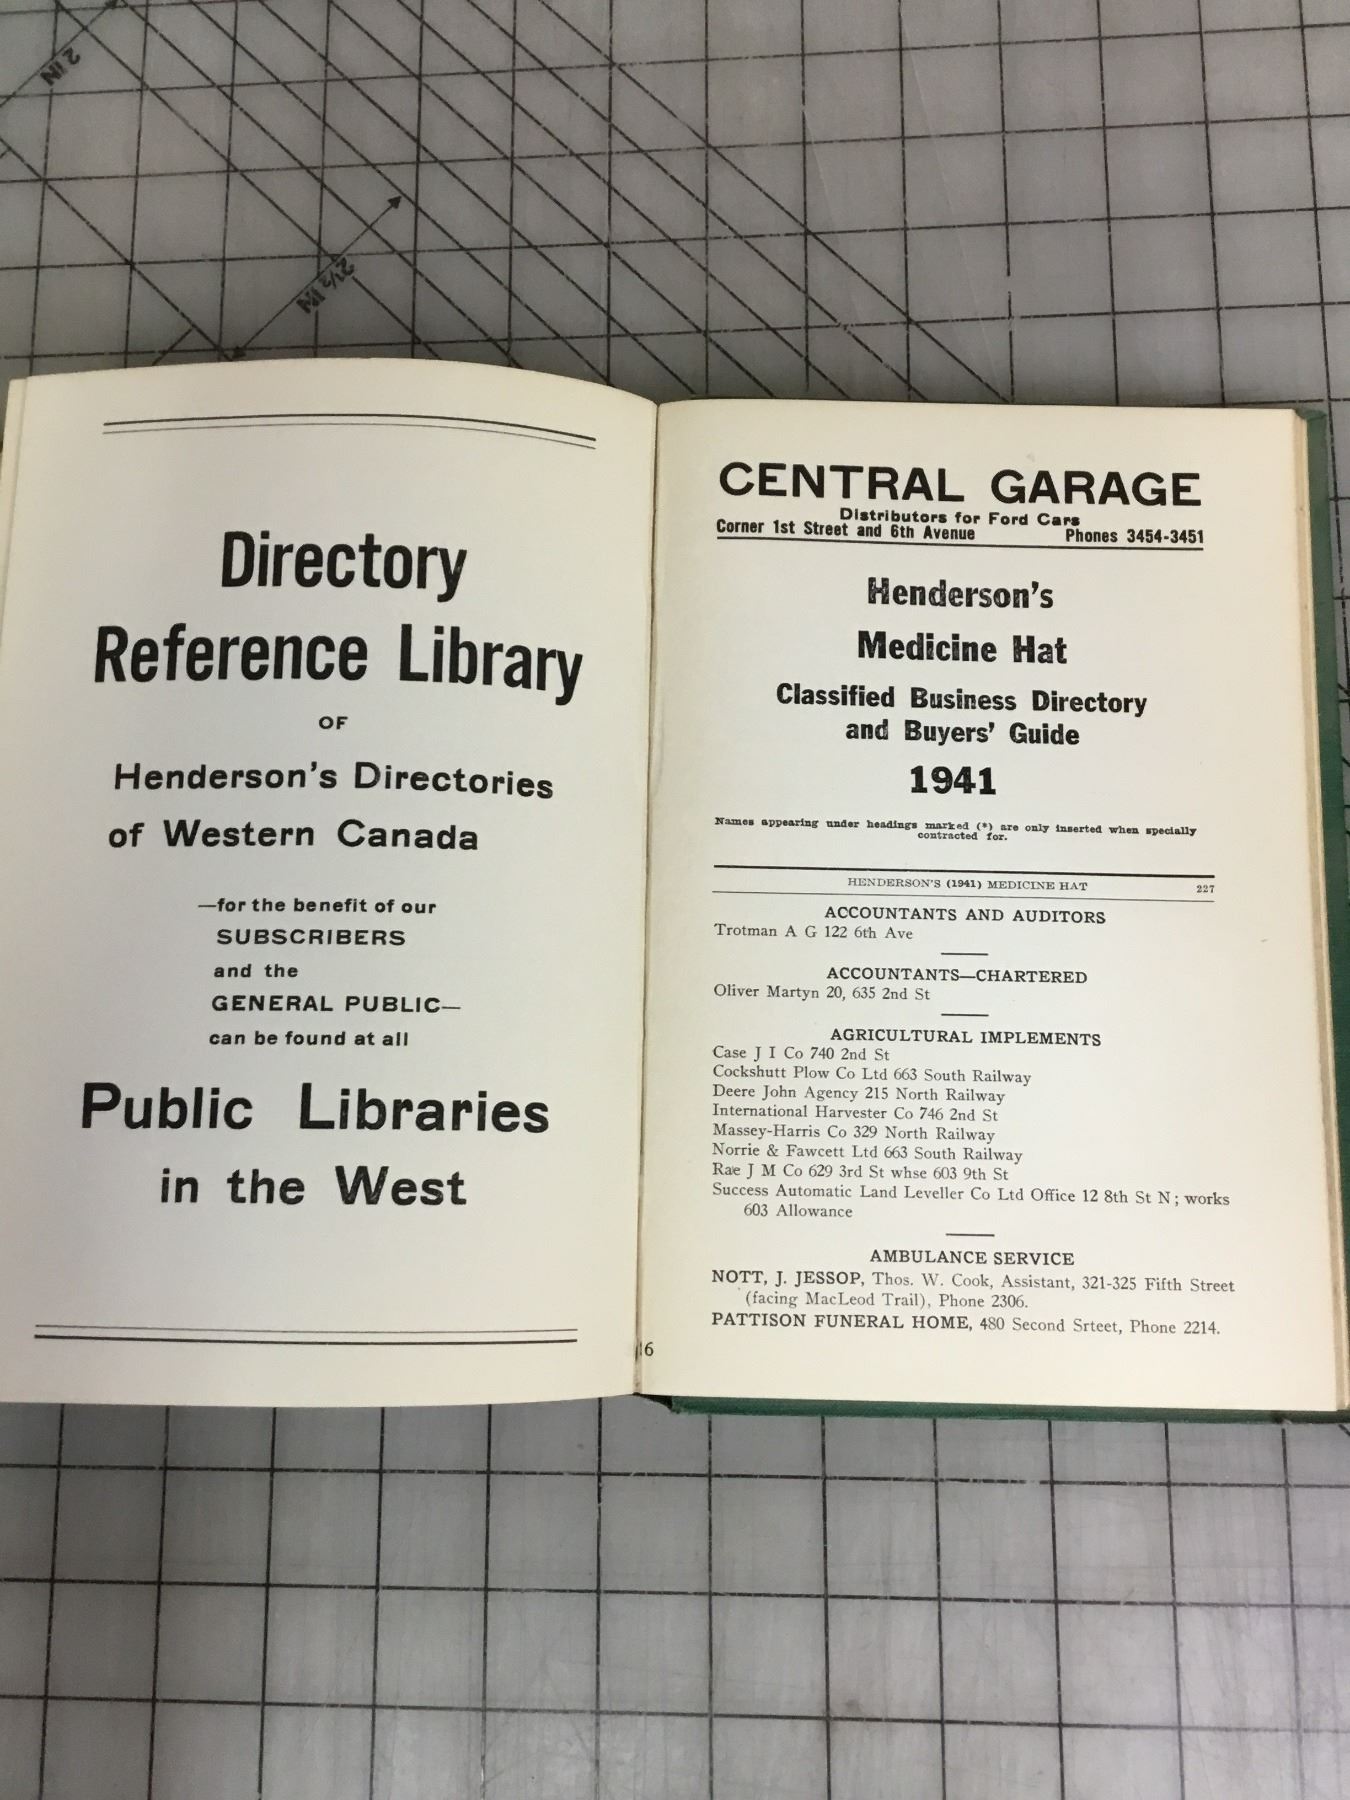 2 IN
2½ IN
Directory
Reference Library
OF
Henderson's Directories
of Western Canada
—for the benefit of our
SUBSCRIBERS
and the
GENERAL PUBLIC—
can be found at all
Public Libraries
in the West
CENTRAL GARAGE
Distributors for Ford Cars
Corner 1st Street and 6th Avenue Phones 3454-3451
Henderson's
Medicine Hat
Classified Business Directory
and Buyers' Guide
1941
Names appearing under headings marked (*) are only inserted when specially
contracted for.
HENDERSON'S (1941) MEDICINE HAT 227
ACCOUNTANTS AND AUDITORS
Trotman A G 122 6th Ave
ACCOUNTANTS—CHARTERED
Oliver Martyn 20, 635 2nd St
AGRICULTURAL IMPLEMENTS
Case J I Co 740 2nd St
Cockshutt Plow Co Ltd 663 South Railway
Deere John Agency 215 North Railway
International Harvester Co 746 2nd St
Massey-Harris Co 329 North Railway
Norrie & Fawcett Ltd 663 South Railway
Rae J M Co 629 3rd St whse 603 9th St
Success Automatic Land Leveller Co Ltd Office 12 8th St N; works
603 Allowance
AMBULANCE SERVICE
NOTT, J. JESSOP, Thos. W. Cook, Assistant, 321-325 Fifth Street
(facing MacLeod Trail), Phone 2306.
PATTISON FUNERAL HOME, 480 Second Srteet, Phone 2214.
6